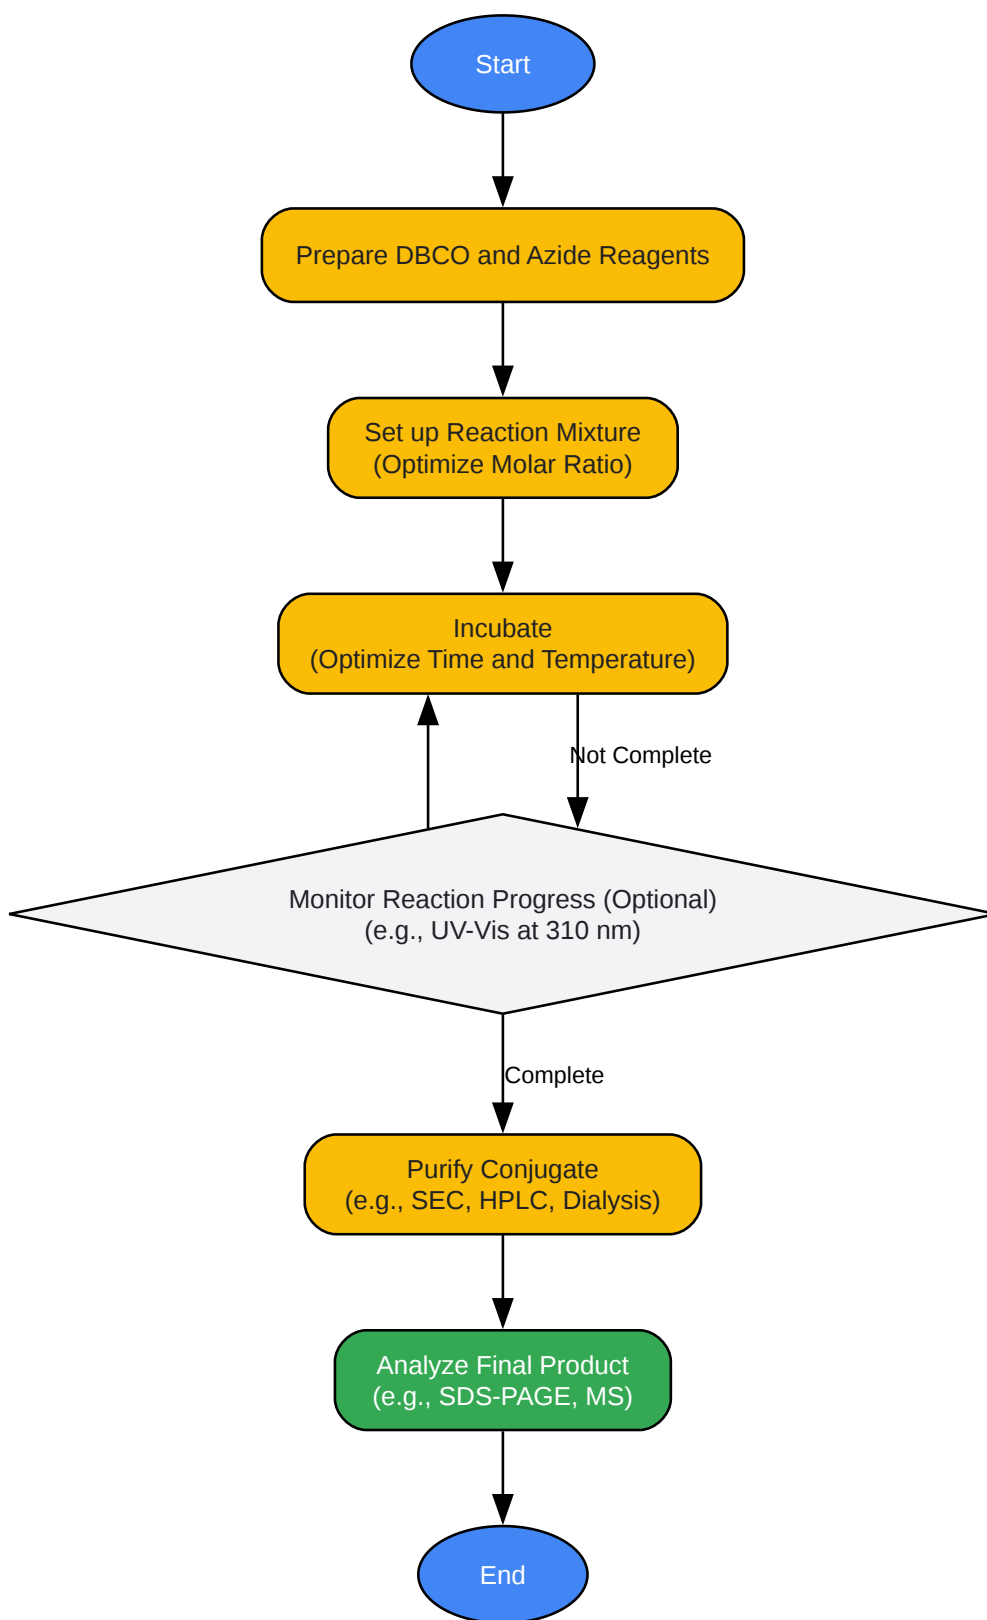 Start
Prepare DBCO and Azide Reagents
Set up Reaction Mixture
(Optimize Molar Ratio)
Incubate
(Optimize Time and Temperature)
Not Complete
Monitor Reaction Progress (Optional)
(e.g., UV-Vis at 310 nm)
Complete
Purify Conjugate
(e.g., SEC, HPLC, Dialysis)
Analyze Final Product
(e.g., SDS-PAGE, MS)
End